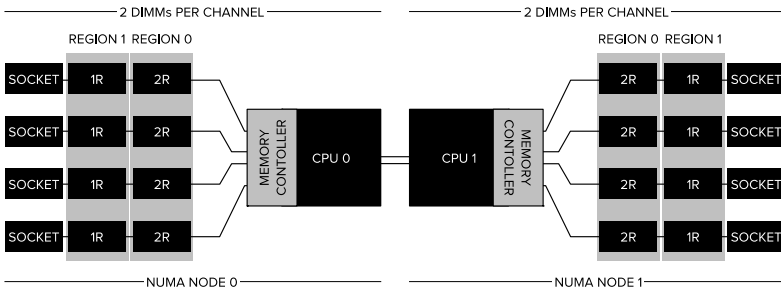 2 DIMMs PER CHANNEL
2 DIMMs PER CHANNEL
REGION 1 REGION 0
REGION 0 REGION 1
SOCKET 1R 2R
2R 1R SOCKET
SOCKET 1R 2R
2R 1R SOCKET
MEMORY
CONTOLLER
CPU 0
CPU 1
MEMORY
CONTOLLER
SOCKET 1R 2R
2R 1R SOCKET
SOCKET 1R 2R
2R 1R SOCKET
NUMA NODE 0
NUMA NODE 1